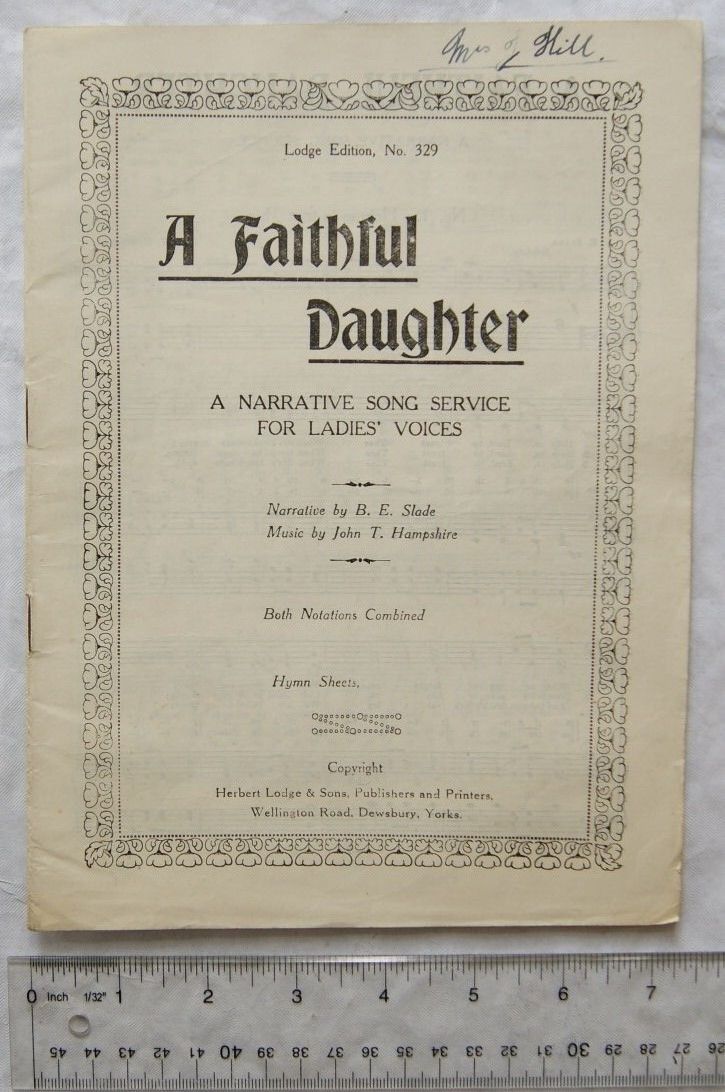 Mrs J Hill.
Lodge Edition, No. 329
A Faithful
Daughter
A NARRATIVE SONG SERVICE
FOR LADIES' VOICES
Narrative by B. E. Slade
Music by John T. Hampshire
Both Notations Combined
Hymn Sheets,
Copyright
Herbert Lodge & Sons, Publishers and Printers,
Wellington Road, Dewsbury, Yorks.
0 Inch 1/32" 1 2 3 4 5 6 7
45 44 43 42 41 40 39 38 37 36 35 34 33 32 31 30 29 28 27 26